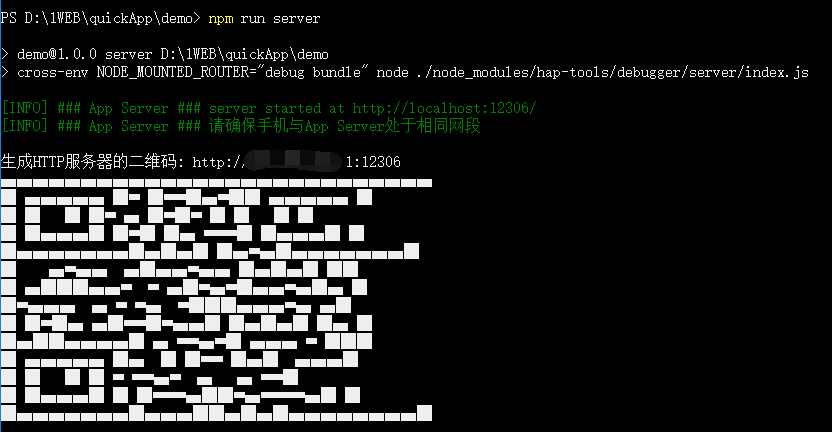 PS D:\1WEB\quickApp\demo> npm run server
> demo@1.0.0 server D:\1WEB\quickApp\demo
> cross-env NODE_MOUNTED_ROUTER="debug bundle" node ./node_modules/hap-tools/debugger/server/index.js
[INFO] ### App Server ### server started at http://localhost:12306/
[INFO] ### App Server ### 请确保手机与App Server处于相同网段
生成HTTP服务器的二维码: http:/ 1:12306